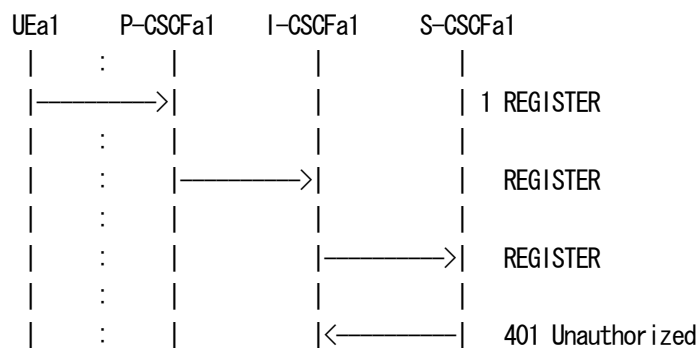 UEa1 P-CSCFa1 I-CSCFa1 S-CSCFa1
| : | | |
|---------->| | | 1 REGISTER
| : | | |
| : |---------->| | REGISTER
| : | | |
| : | |---------->| REGISTER
| : | | |
| : | |<----------| 401 Unauthorized